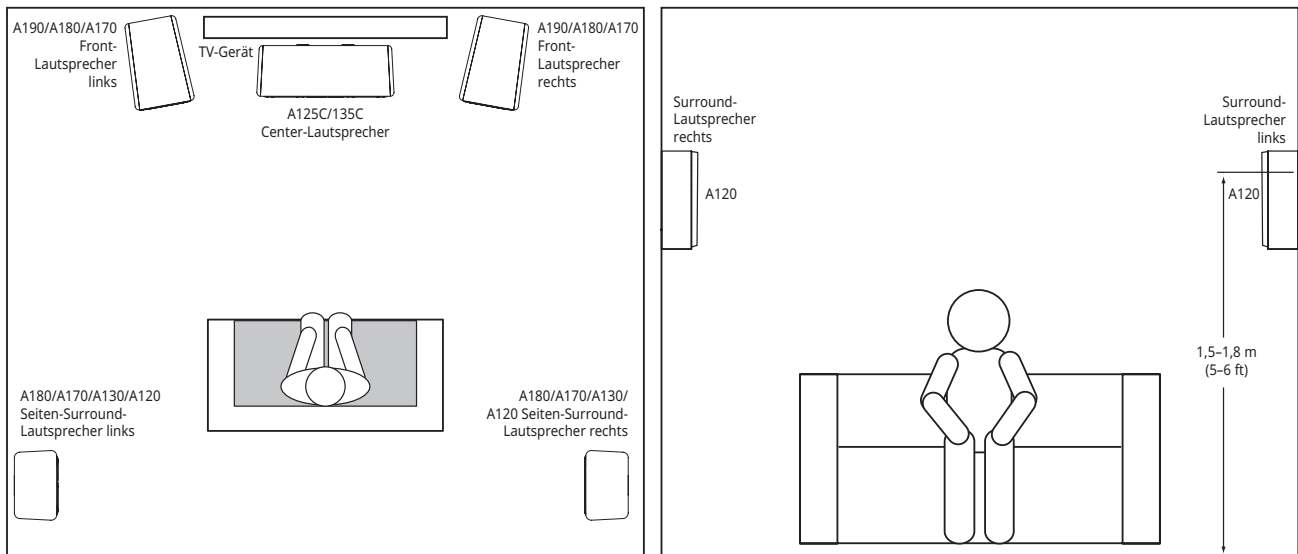 A190/A180/A170
Front-
Lautsprecher
links
TV-Gerät
A190/A180/A170
Front-
Lautsprecher
rechts
A125C/135C
Center-Lautsprecher
A180/A170/A130/A120
Seiten-Surround-
Lautsprecher links
A180/A170/A130/
A120 Seiten-Surround-
Lautsprecher rechts
Surround-
Lautsprecher
rechts
A120
Surround-
Lautsprecher
links
A120
1,5–1,8 m
(5–6 ft)